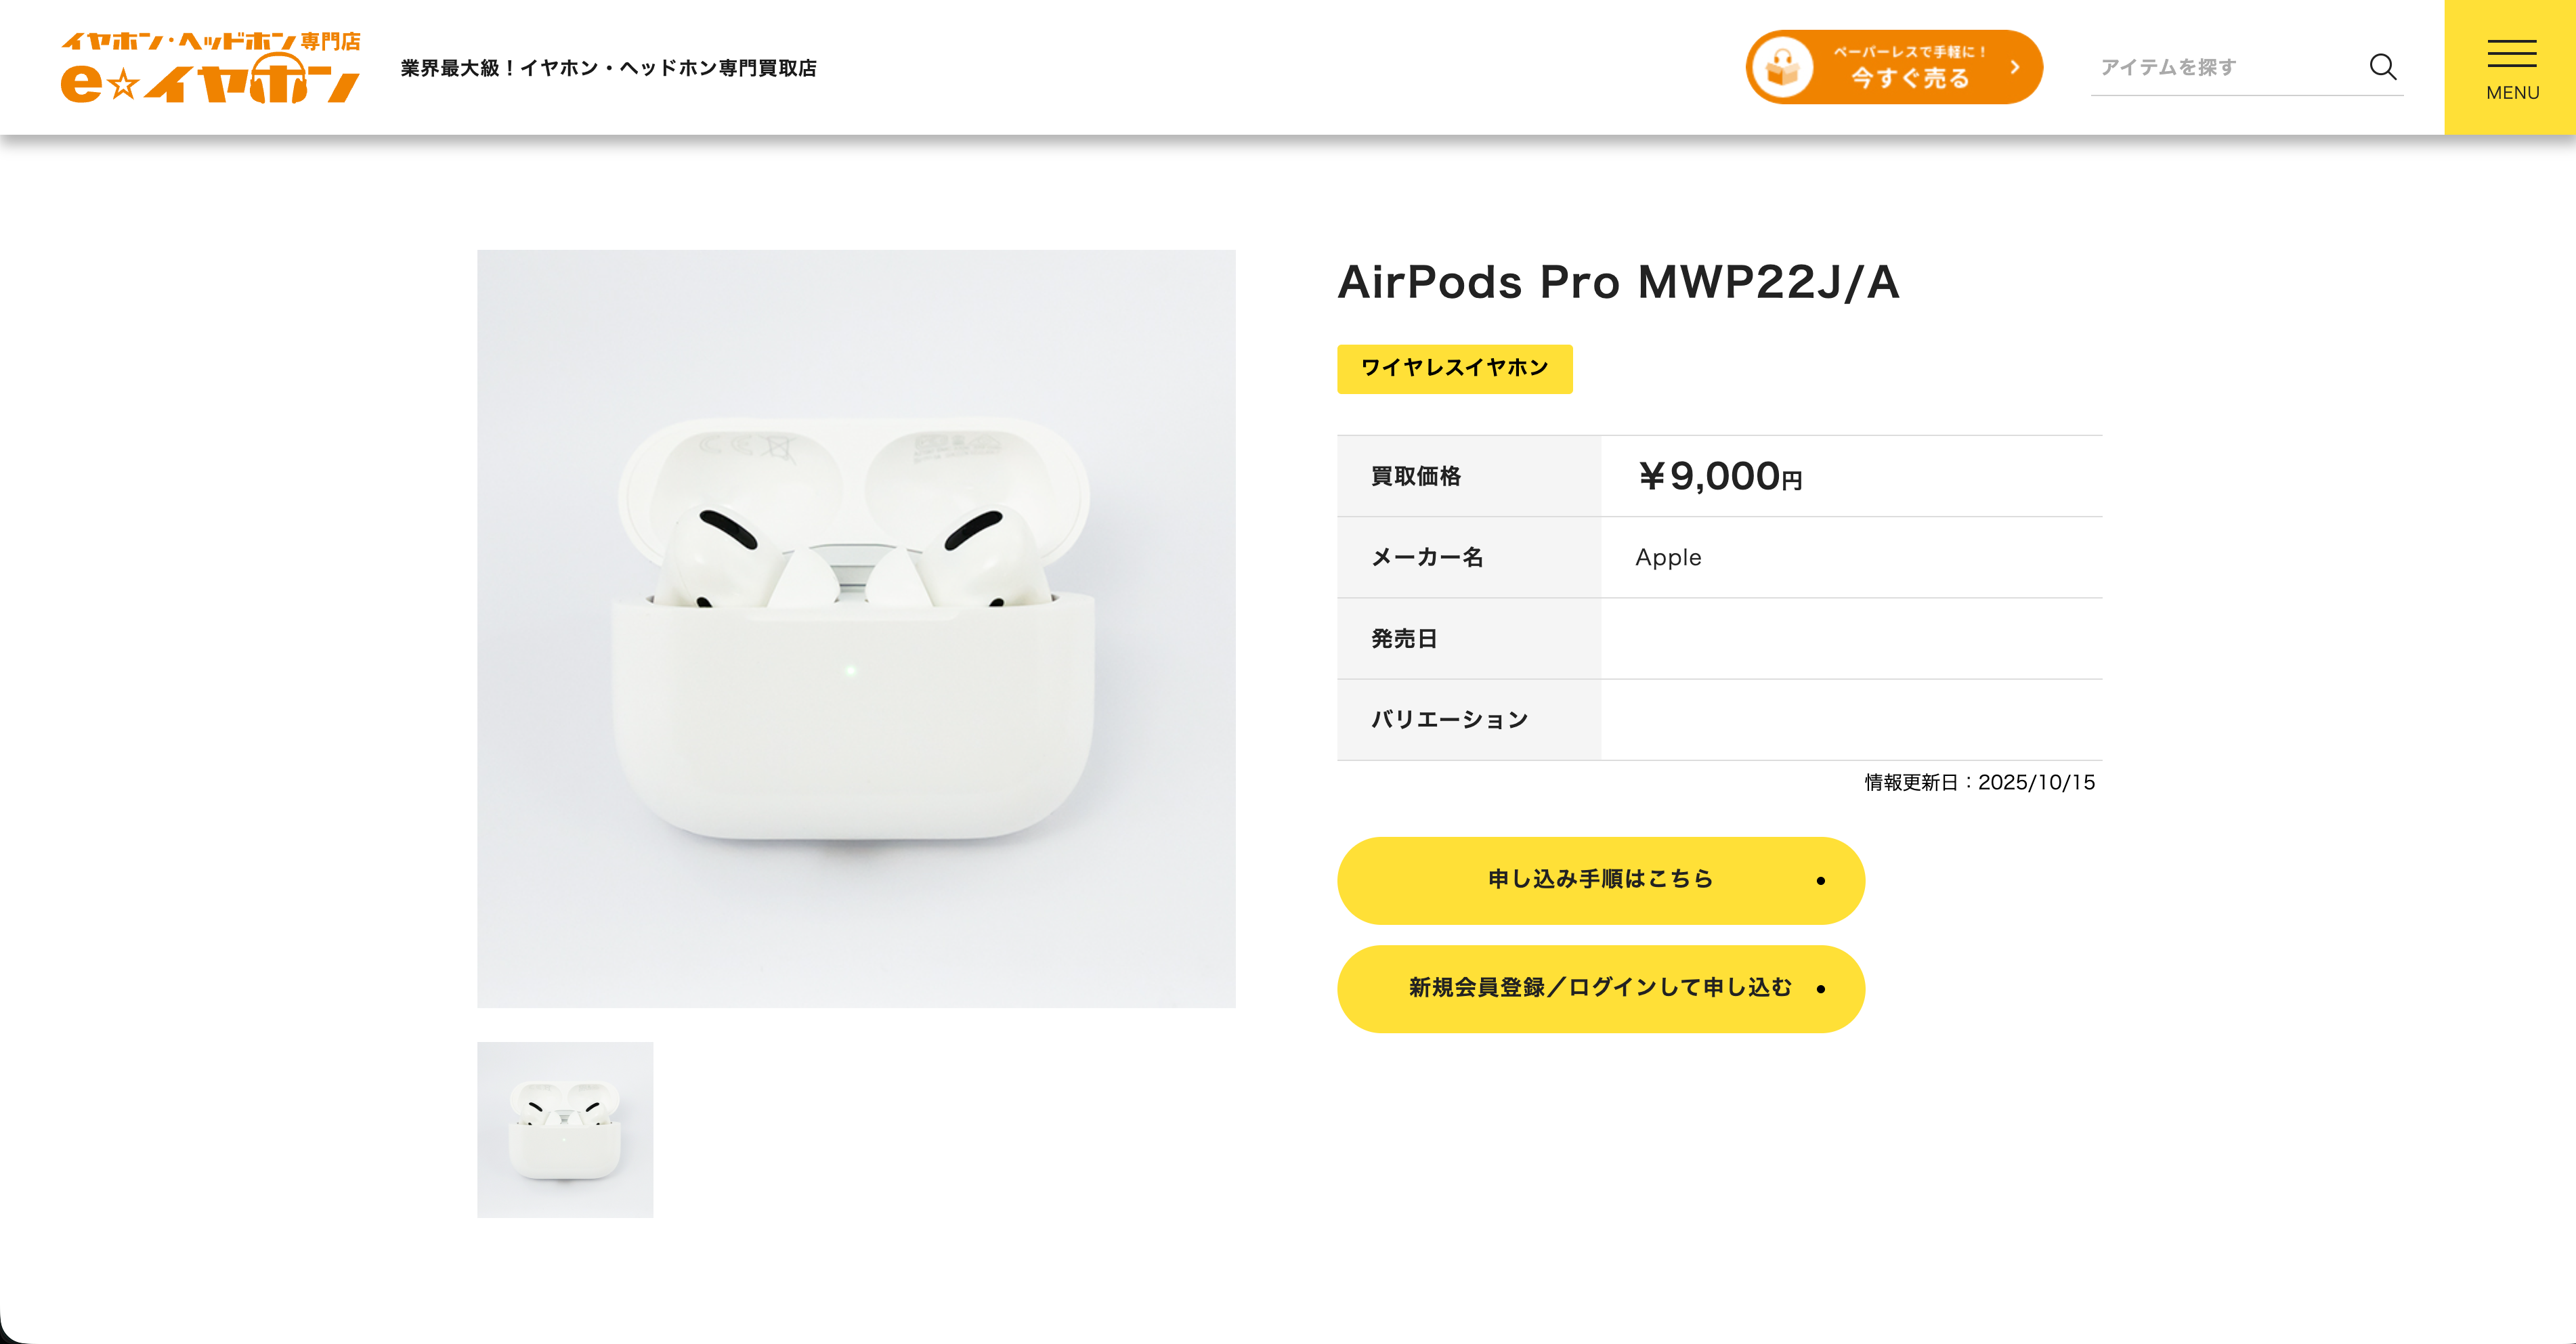 イヤホン・ヘッドホン専門店
e☆イヤホン
業界最大級！イヤホン・ヘッドホン専門買取店
ペーパーレスで手軽に！
今すぐ売る
アイテムを探す
MENU
AirPods Pro MWP22J/A
ワイヤレスイヤホン
買取価格 ¥9,000円
メーカー名 Apple
発売日
バリエーション
情報更新日：2025/10/15
申し込み手順はこちら
新規会員登録／ログインして申し込む